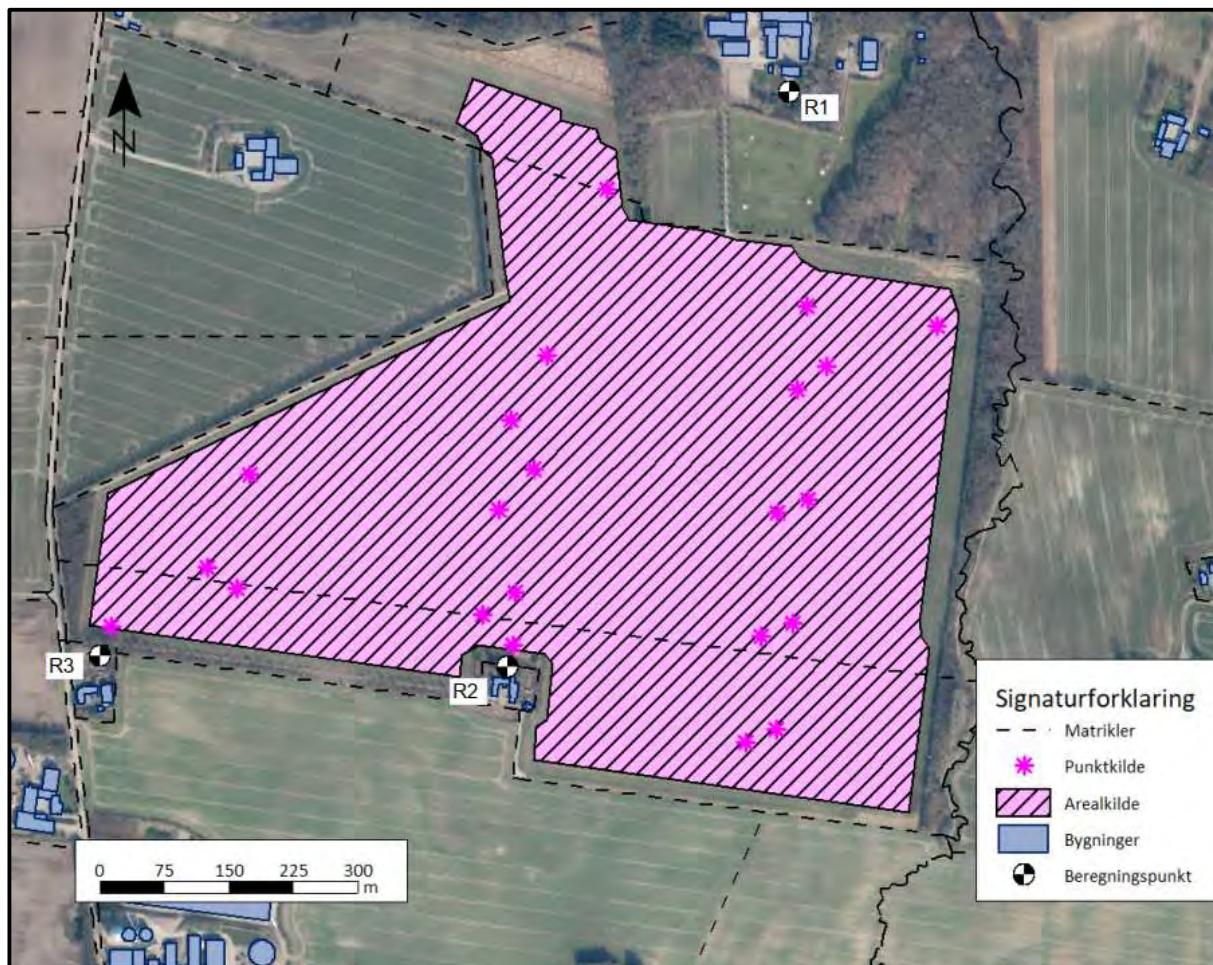 N
R1
R3
R2
Signaturforklaring
Matrikler
Punktkilde
Arealkilde
Bygninger
Beregningspunkt
0 75 150 225 300
m